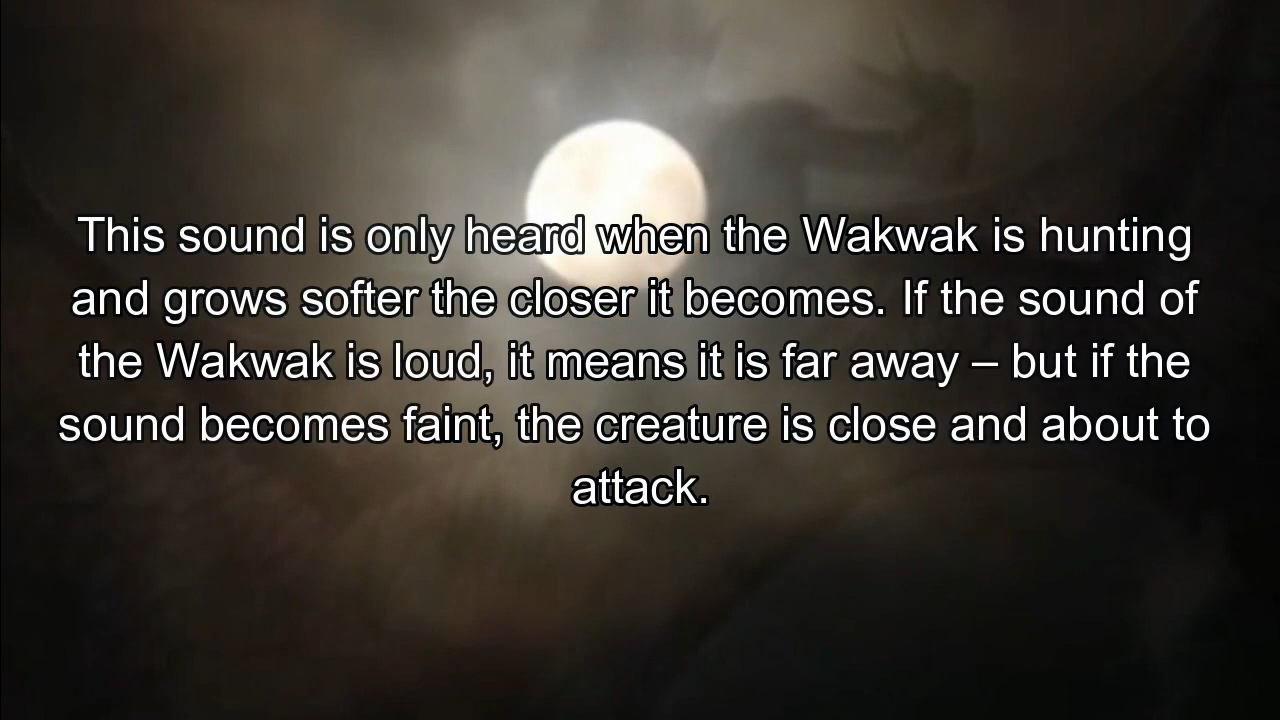 This sound is only heard when the Wakwak is hunting
and grows softer the closer it becomes. If the sound of
the Wakwak is loud, it means it is far away – but if the
sound becomes faint, the creature is close and about to
attack.